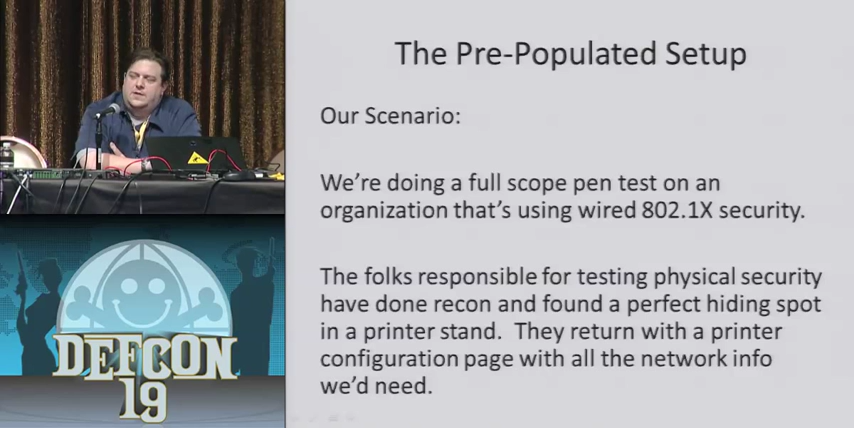 The Pre-Populated Setup
Our Scenario:
We're doing a full scope pen test on an
organization that's using wired 802.1X security.
The folks responsible for testing physical security
have done recon and found a perfect hiding spot
in a printer stand.  They return with a printer
configuration page with all the network info
we'd need.
DEFCON
19